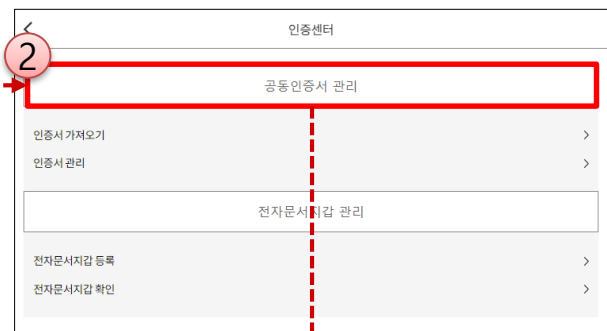 인증센터
2
공동인증서 관리
인증서 가져오기
인증서 관리
전자문서지갑 관리
전자문서지갑 등록
전자문서지갑 확인